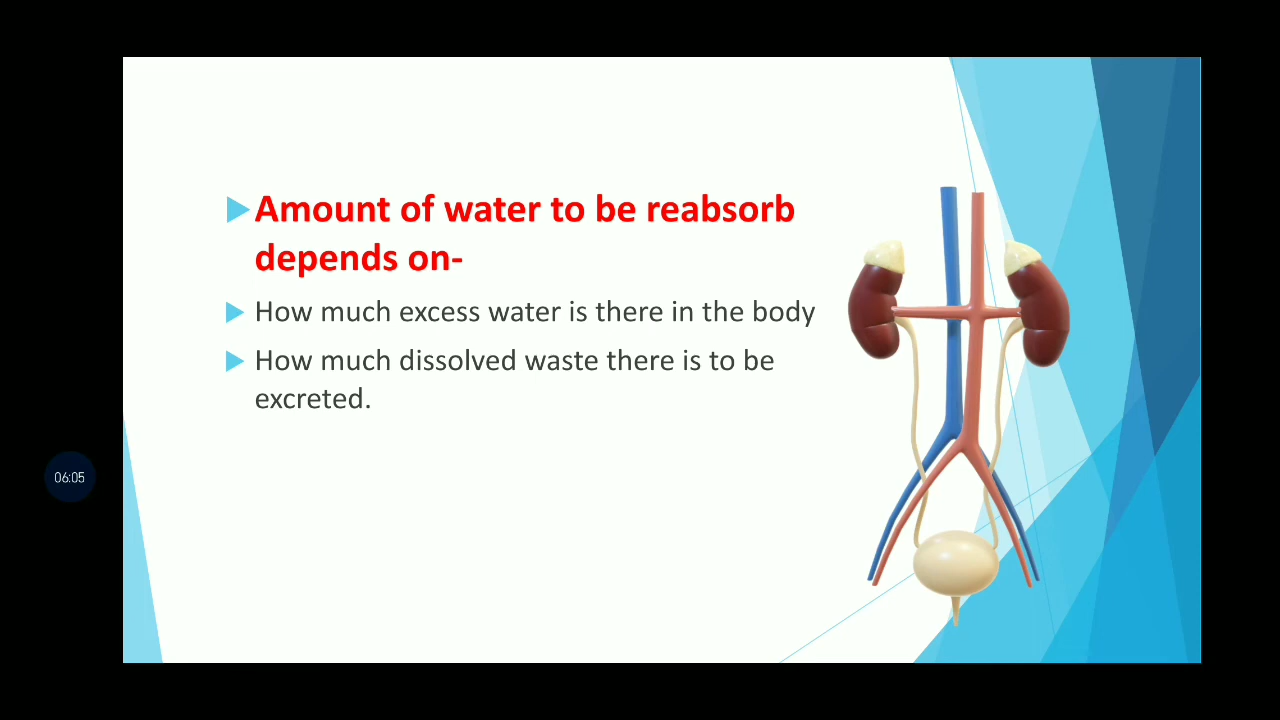 Amount of water to be reabsorb
depends on-
How much excess water is there in the body
How much dissolved waste there is to be
excreted.
06:05